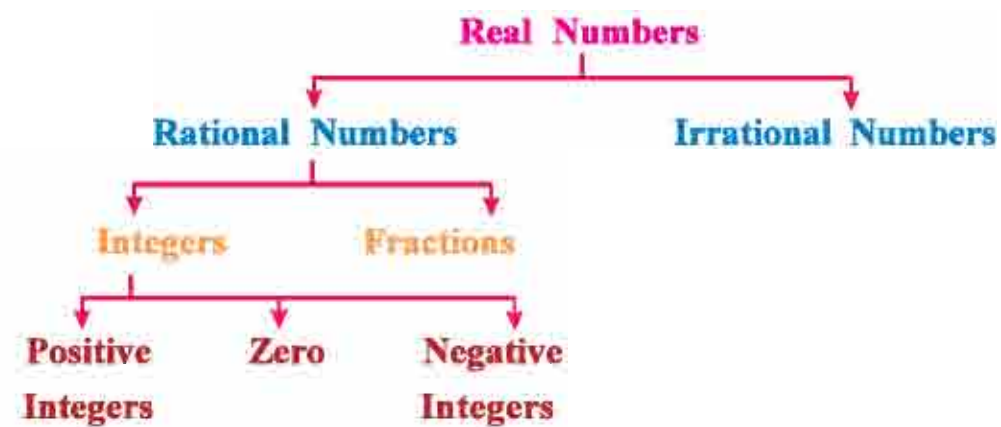 Real Numbers
Rational Numbers
Irrational Numbers
Integers
Fractions
Positive Integers
Zero
Negative Integers